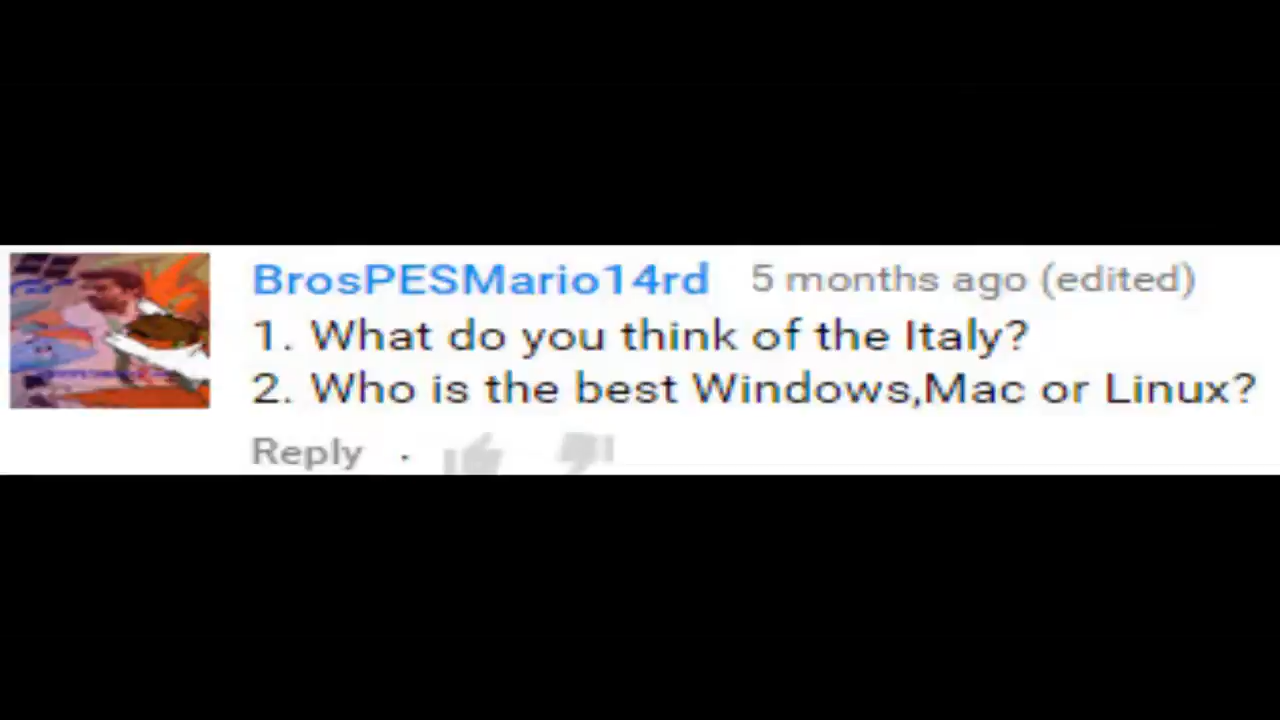 BrosPESMario14rd 5 months ago (edited)
1. What do you think of the Italy?
2. Who is the best Windows,Mac or Linux?
Reply ·